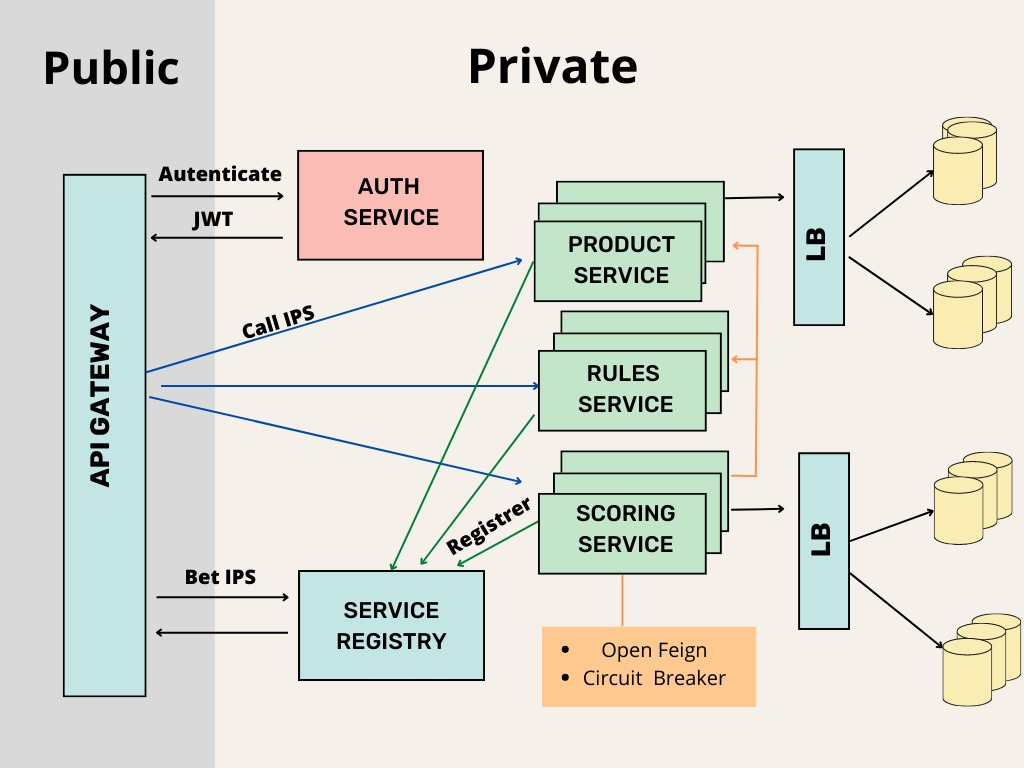 Public
Private
Autenticate
JWT
AUTH
SERVICE
API GATEWAY
Call IPS
PRODUCT
SERVICE
LB
RULES
SERVICE
SCORING
SERVICE
LB
Registrer
Bet IPS
SERVICE
REGISTRY
• Open Feign
• Circuit Breaker